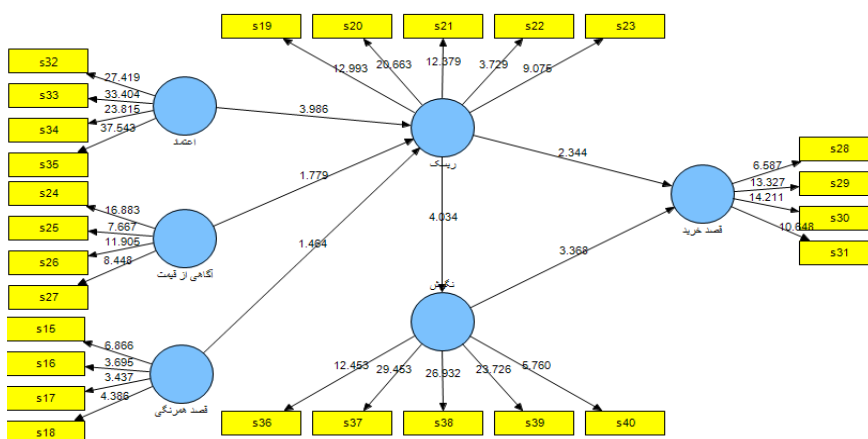 s19
s20
s21
s22
s23
12.993
20.663
12.379
3.729
9.075
s32
s33
s34
s35
27.419
33.404
23.815
37.543
اعتماد
3.986
ریسک
s24
s25
s26
s27
16.883
7.667
11.905
8.448
آگاهی از قیمت
1.779
s15
s16
s17
s18
6.866
3.695
3.437
4.386
قصد همرنگی
1.464
4.034
2.344
3.368
نگرش
قصد خرید
s28
s29
s30
s31
6.587
13.327
14.211
10.648
12.453
29.453
26.932
23.726
5.760
s36
s37
s38
s39
s40